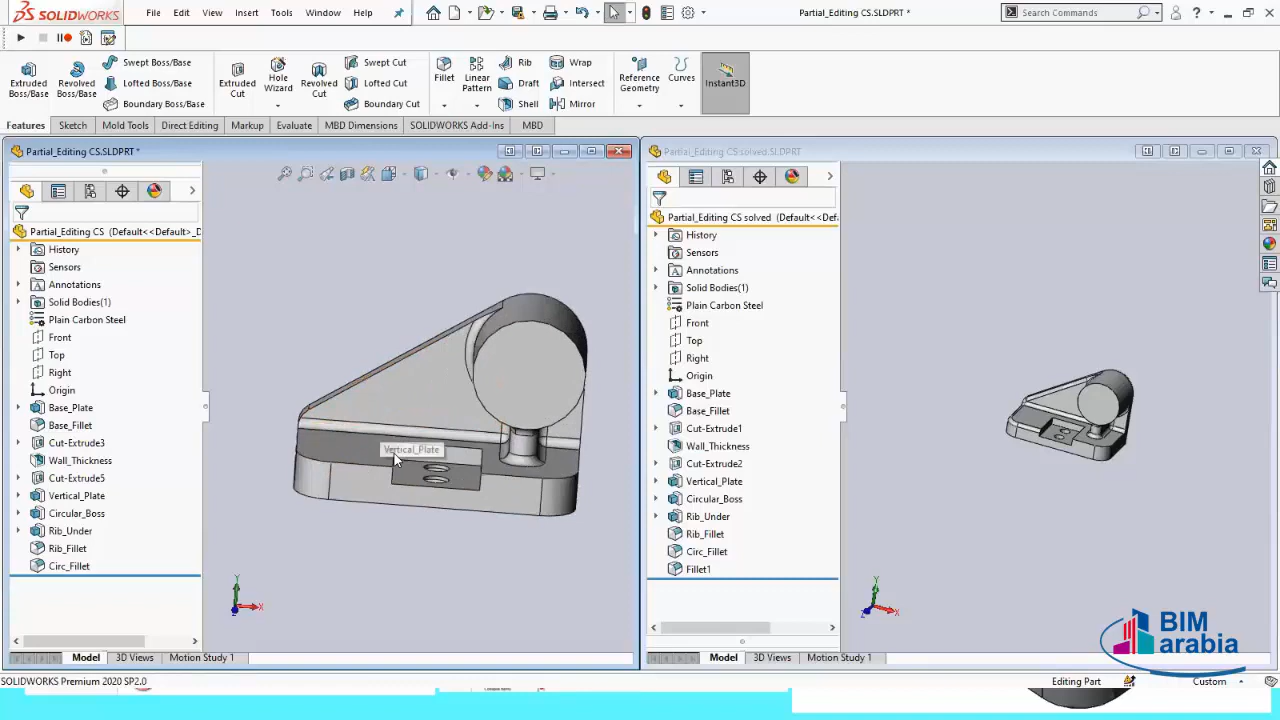 SOLIDWORKS File Edit View Insert Tools Window Help Partial_Editing CS.SLDPRT * Search Commands
Extruded Boss/Base
Revolved Boss/Base
Swept Boss/Base
Lofted Boss/Base
Boundary Boss/Base
Extruded Cut
Hole Wizard
Revolved Cut
Swept Cut
Lofted Cut
Boundary Cut
Fillet
Linear Pattern
Rib
Draft
Shell
Wrap
Intersect
Mirror
Reference Geometry
Curves
Instant3D
Features Sketch Mold Tools Direct Editing Markup Evaluate MBD Dimensions SOLIDWORKS Add-Ins MBD
Partial_Editing CS.SLDPRT *
Partial_Editing CS (Default<<Default>_D
History
Sensors
Annotations
Solid Bodies(1)
Plain Carbon Steel
Front
Top
Right
Origin
Base_Plate
Base_Fillet
Cut-Extrude3
Wall_Thickness
Cut-Extrude5
Vertical_Plate
Circular_Boss
Rib_Under
Rib_Fillet
Circ_Fillet
Vertical_Plate
Y
X
Z
Model 3D Views Motion Study 1
Partial_Editing CS solved.SLDPRT
Partial_Editing CS solved (Default<<Def
History
Sensors
Annotations
Solid Bodies(1)
Plain Carbon Steel
Front
Top
Right
Origin
Base_Plate
Base_Fillet
Cut-Extrude1
Wall_Thickness
Cut-Extrude2
Vertical_Plate
Circular_Boss
Rib_Under
Rib_Fillet
Circ_Fillet
Fillet1
Y
X
Z
Model 3D Views Motion Study 1
BIM
arabia
SOLIDWORKS Premium 2020 SP2.0 Editing Part Custom